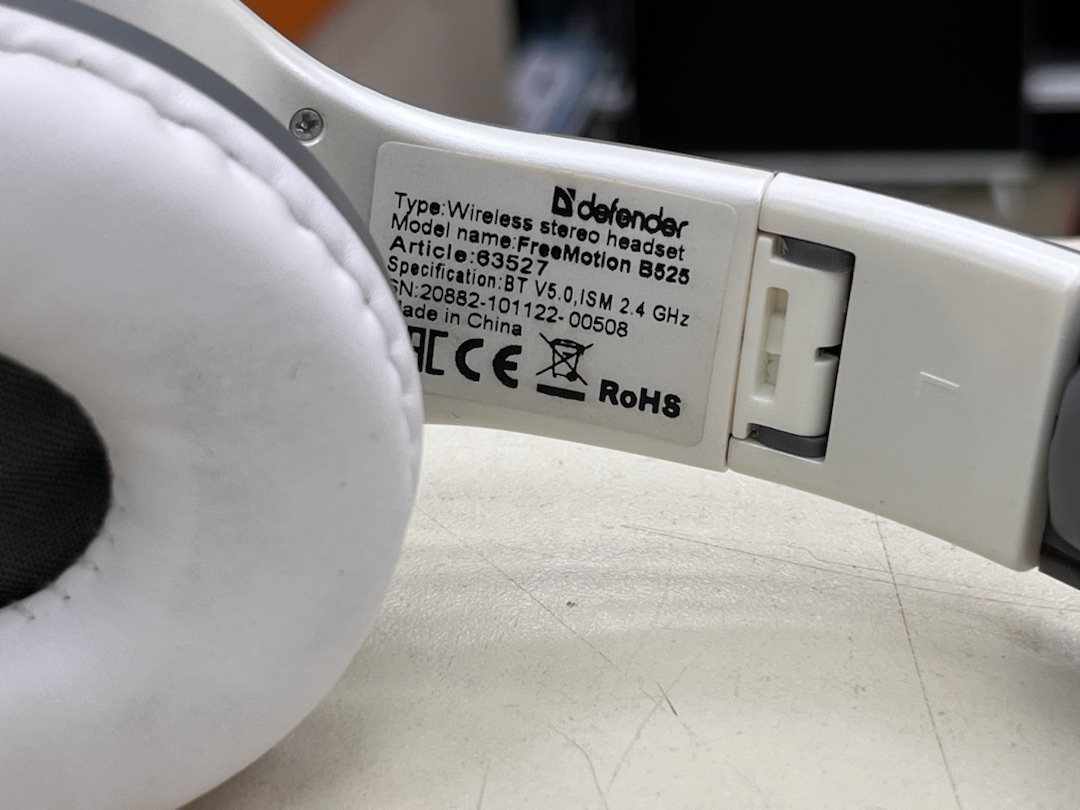 defender
Type:Wireless stereo headset
Model name:FreeMotion B525
Article:63527
Specification:BT V5.0,ISM 2.4 GHz
SN:20882-101122-00508
Made in China
EAC CE RoHS
L